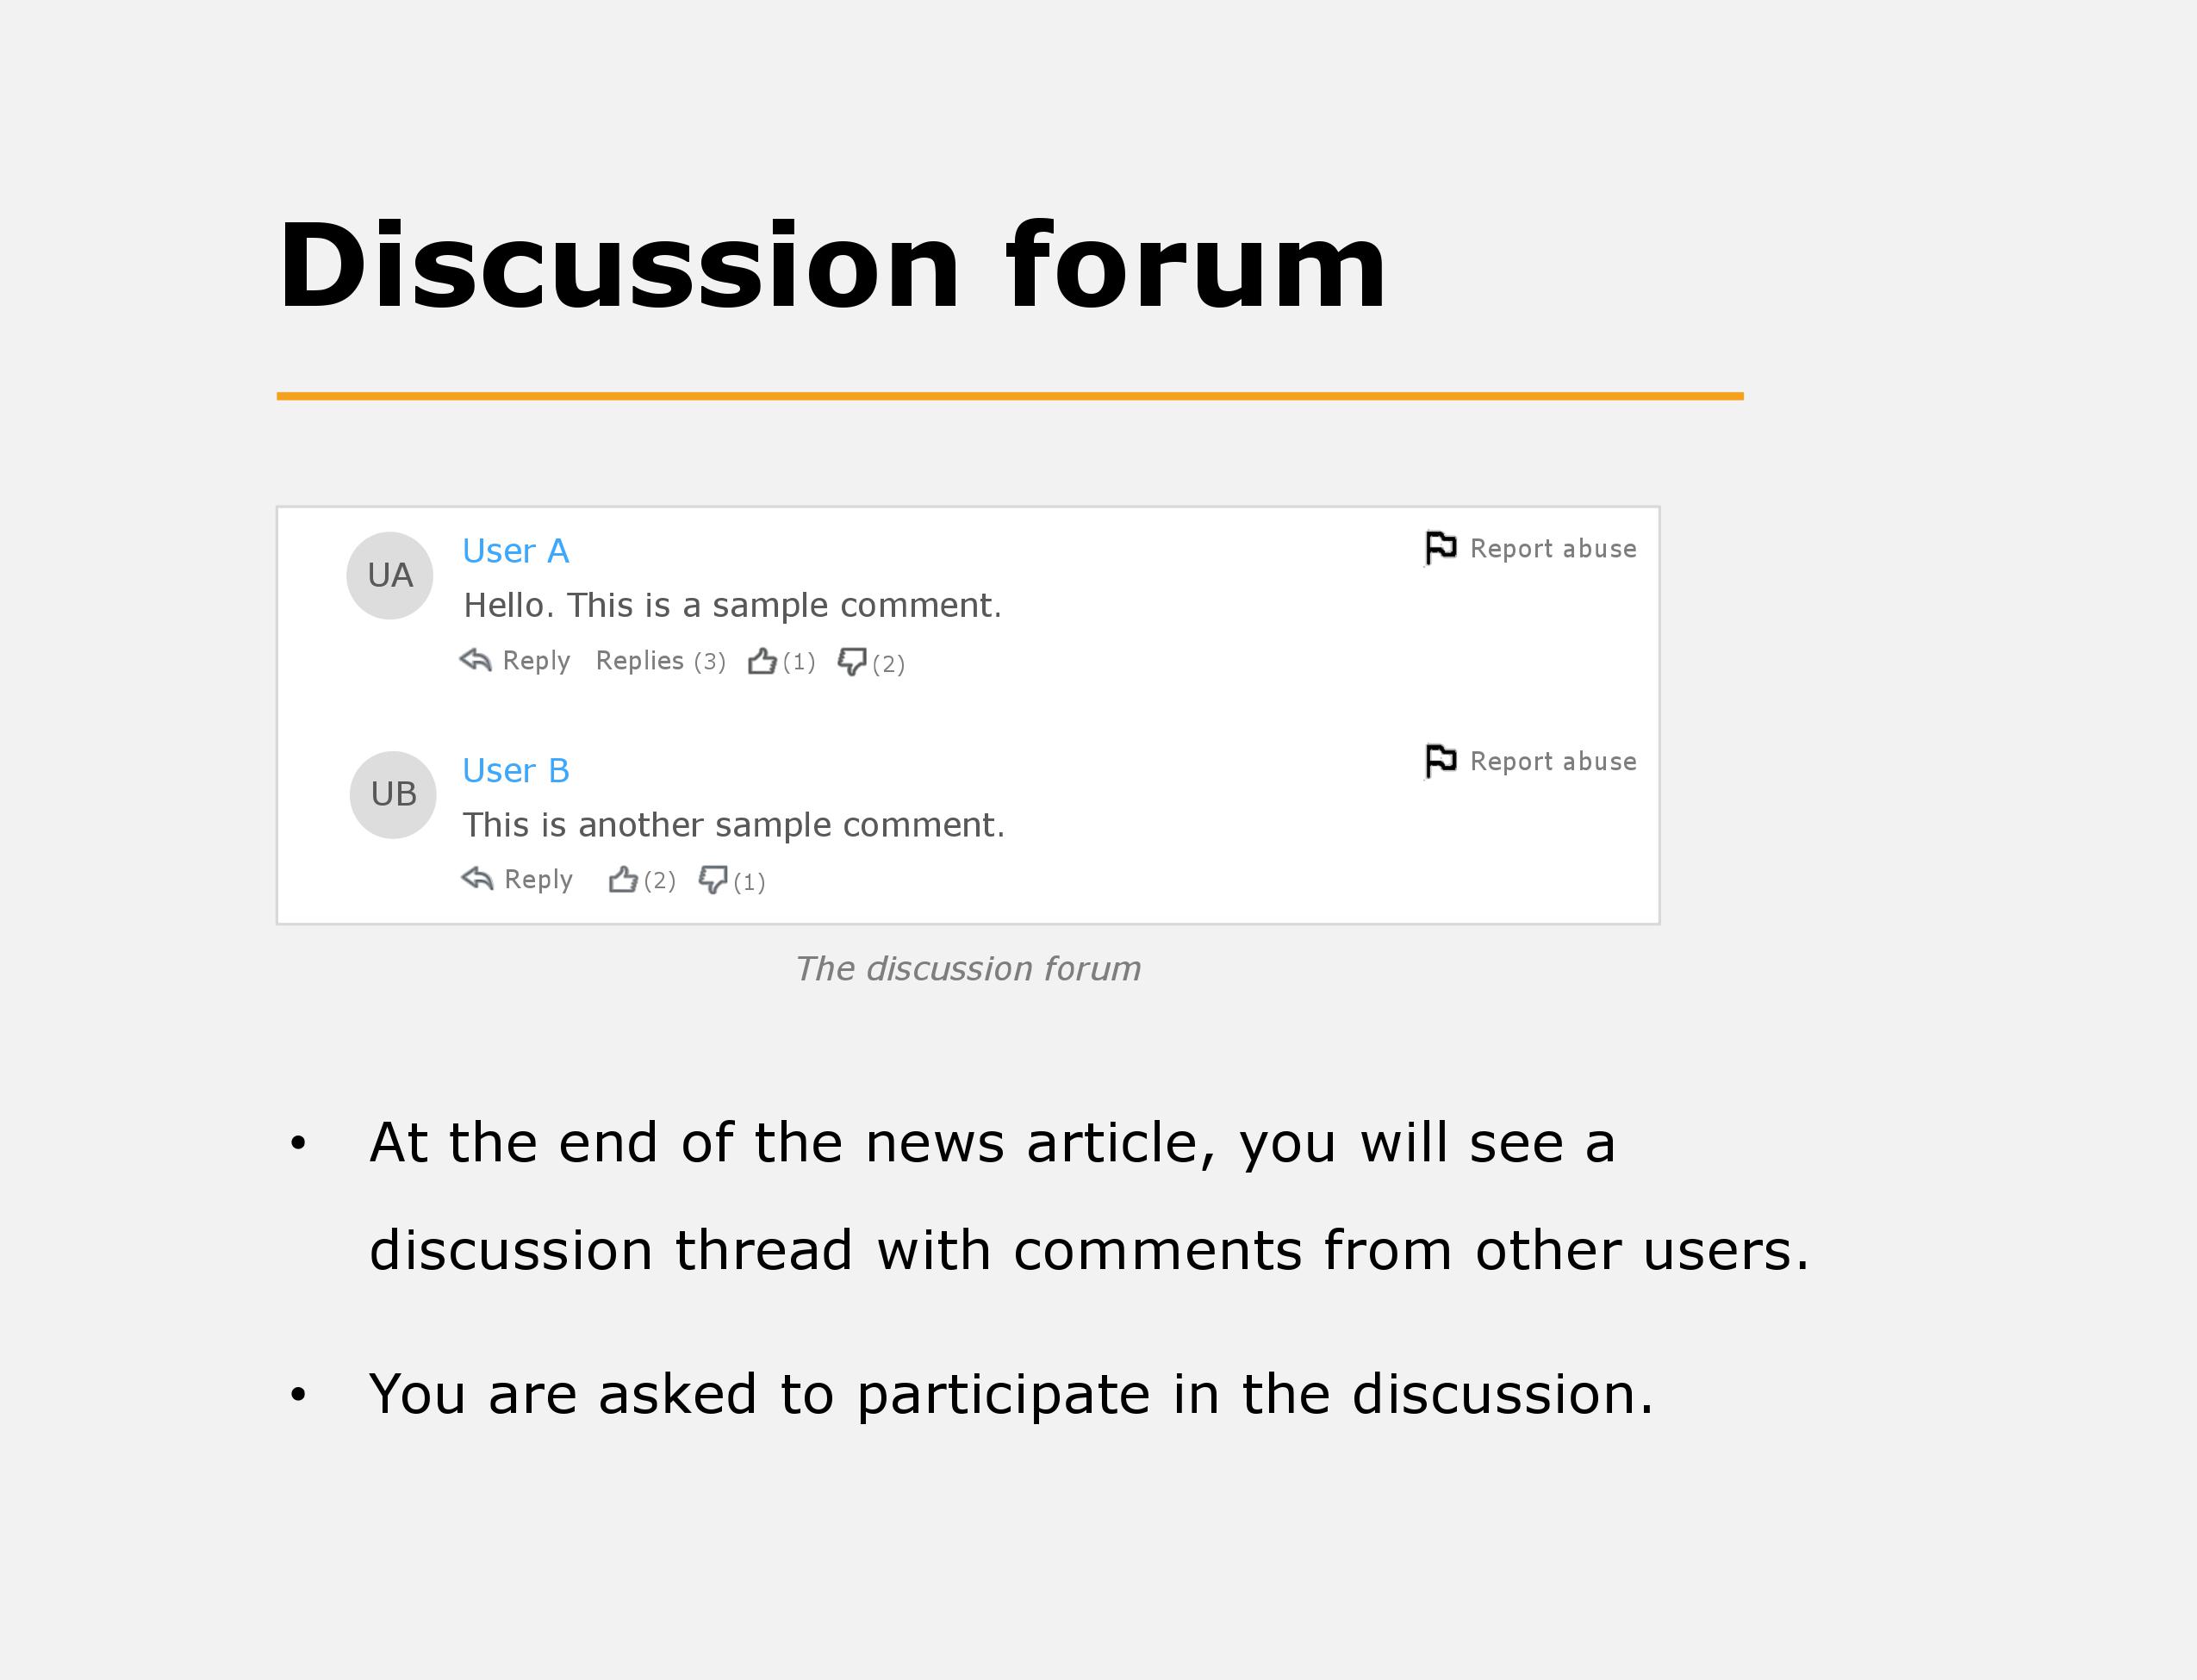 Discussion forum
UA
User A
Report abuse
Hello. This is a sample comment.
Reply Replies (3) (1) (2)
UB
User B
Report abuse
This is another sample comment.
Reply (2) (1)
The discussion forum
• At the end of the news article, you will see a
discussion thread with comments from other users.
• You are asked to participate in the discussion.